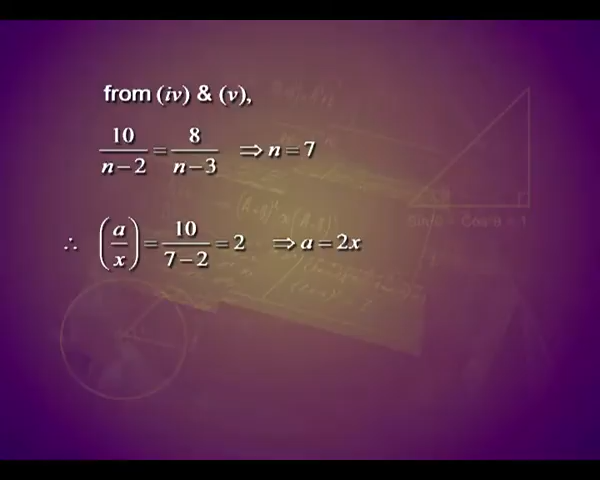 from (iv) & (v),
10/(n−2) = 8/(n−3) ⇒ n = 7
∴ (a/x) = 10/(7−2) = 2 ⇒ a = 2x